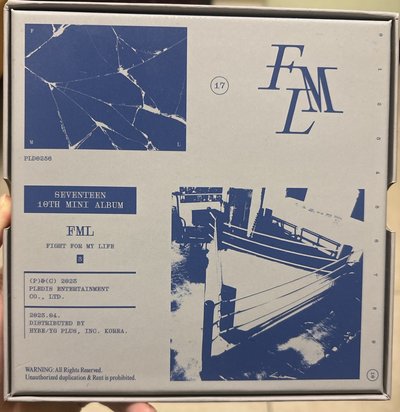 F
M L
PLD0256
17
FML
SEVENTEEN
10TH MINI ALBUM
FML
FIGHT FOR MY LIFE
(P)&(C) 2023
PLEDIS ENTERTAINMENT
CO., LTD.
2023.04.
DISTRIBUTED BY
HYBE/YG PLUS, INC. KOREA.
WARNING: All Rights Reserved.
Unauthorized duplication & Rent is prohibited.